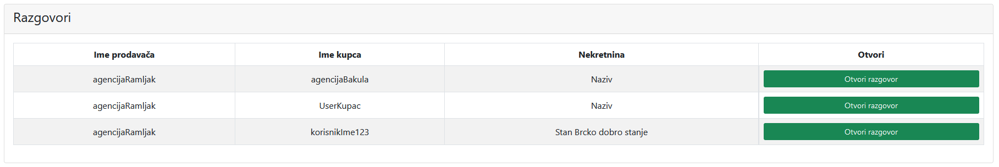 Razgovori
Ime prodavača Ime kupca Nekretnina Otvori
agencijaRamljak agencijaBakula Naziv Otvori razgovor
agencijaRamljak UserKupac Naziv Otvori razgovor
agencijaRamljak korisnikIme123 Stan Brcko dobro stanje Otvori razgovor